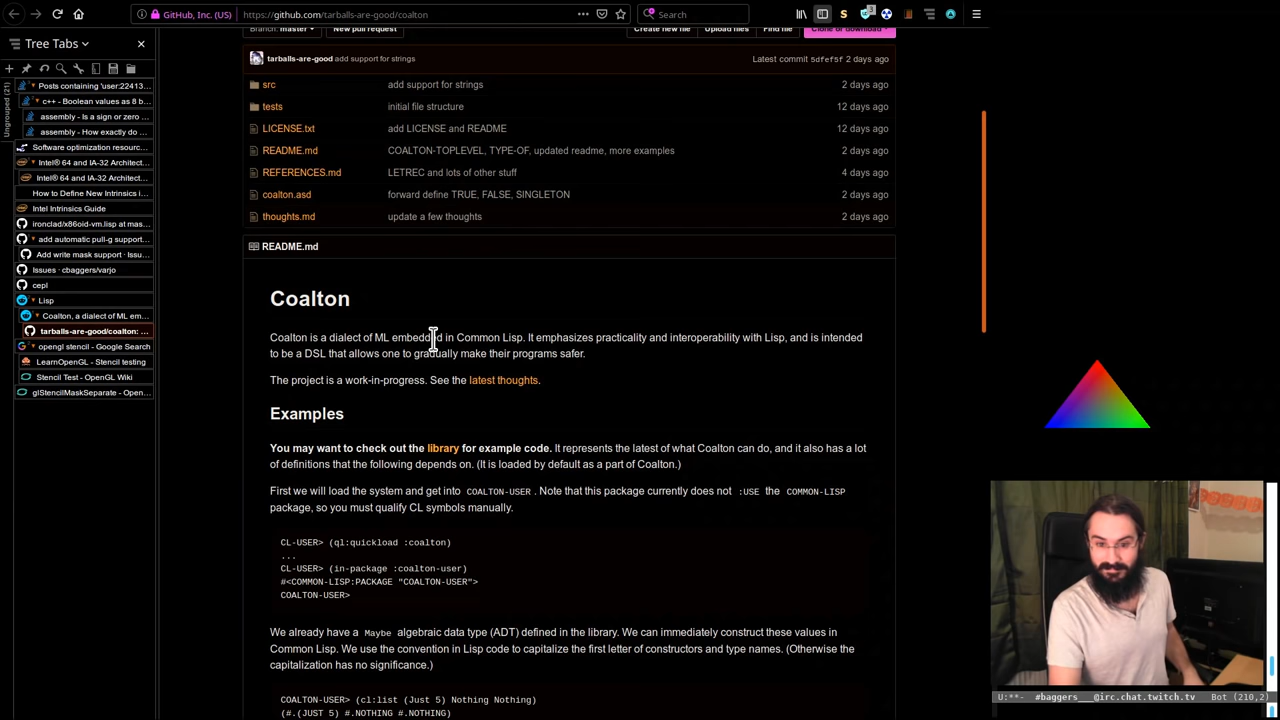 GitHub, Inc. (US)
https://github.com/tarballs-are-good/coalton
Search
3
Tree Tabs
Ungrouped (21)
Posts containing 'user:22413...
c++ - Boolean values as 8 b...
assembly - Is a sign or zero ...
assembly - How exactly do ...
Software optimization resourc...
Intel® 64 and IA-32 Architect...
Intel® 64 and IA-32 Architect...
How to Define New Intrinsics i...
Intel Intrinsics Guide
ironclad/x86oid-vm.lisp at mas...
add automatic pull-g support...
Add write mask support · Issu...
Issues · cbaggers/varjo
cepl
Lisp
Coalton, a dialect of ML em...
tarballs-are-good/coalton: ...
opengl stencil - Google Search
LearnOpenGL - Stencil testing
Stencil Test - OpenGL Wiki
glStencilMaskSeparate - Open...
Branch: master
New pull request
Create new file
Upload files
Find file
Clone or download
tarballs-are-good add support for strings
Latest commit 5dfef5f 2 days ago
src add support for strings 2 days ago
tests initial file structure 12 days ago
LICENSE.txt add LICENSE and README 12 days ago
README.md COALTON-TOPLEVEL, TYPE-OF, updated readme, more examples 2 days ago
REFERENCES.md LETREC and lots of other stuff 4 days ago
coalton.asd forward define TRUE, FALSE, SINGLETON 2 days ago
thoughts.md update a few thoughts 2 days ago
README.md
Coalton
Coalton is a dialect of ML embedded in Common Lisp. It emphasizes practicality and interoperability with Lisp, and is intended
to be a DSL that allows one to gradually make their programs safer.
The project is a work-in-progress. See the latest thoughts.
Examples
You may want to check out the library for example code. It represents the latest of what Coalton can do, and it also has a lot
of definitions that the following depends on. (It is loaded by default as a part of Coalton.)
First we will load the system and get into COALTON-USER. Note that this package currently does not :USE the COMMON-LISP
package, so you must qualify CL symbols manually.
CL-USER> (ql:quickload :coalton)
...
CL-USER> (in-package :coalton-user)
#<COMMON-LISP:PACKAGE "COALTON-USER">
COALTON-USER>
We already have a Maybe algebraic data type (ADT) defined in the library. We can immediately construct these values in
Common Lisp. We use the convention in Lisp code to capitalize the first letter of constructors and type names. (Otherwise the
capitalization has no significance.)
COALTON-USER> (cl:list (Just 5) Nothing Nothing)
(#.(JUST 5) #.NOTHING #.NOTHING)
U:**- #baggers___@irc.chat.twitch.tv Bot (210,2)